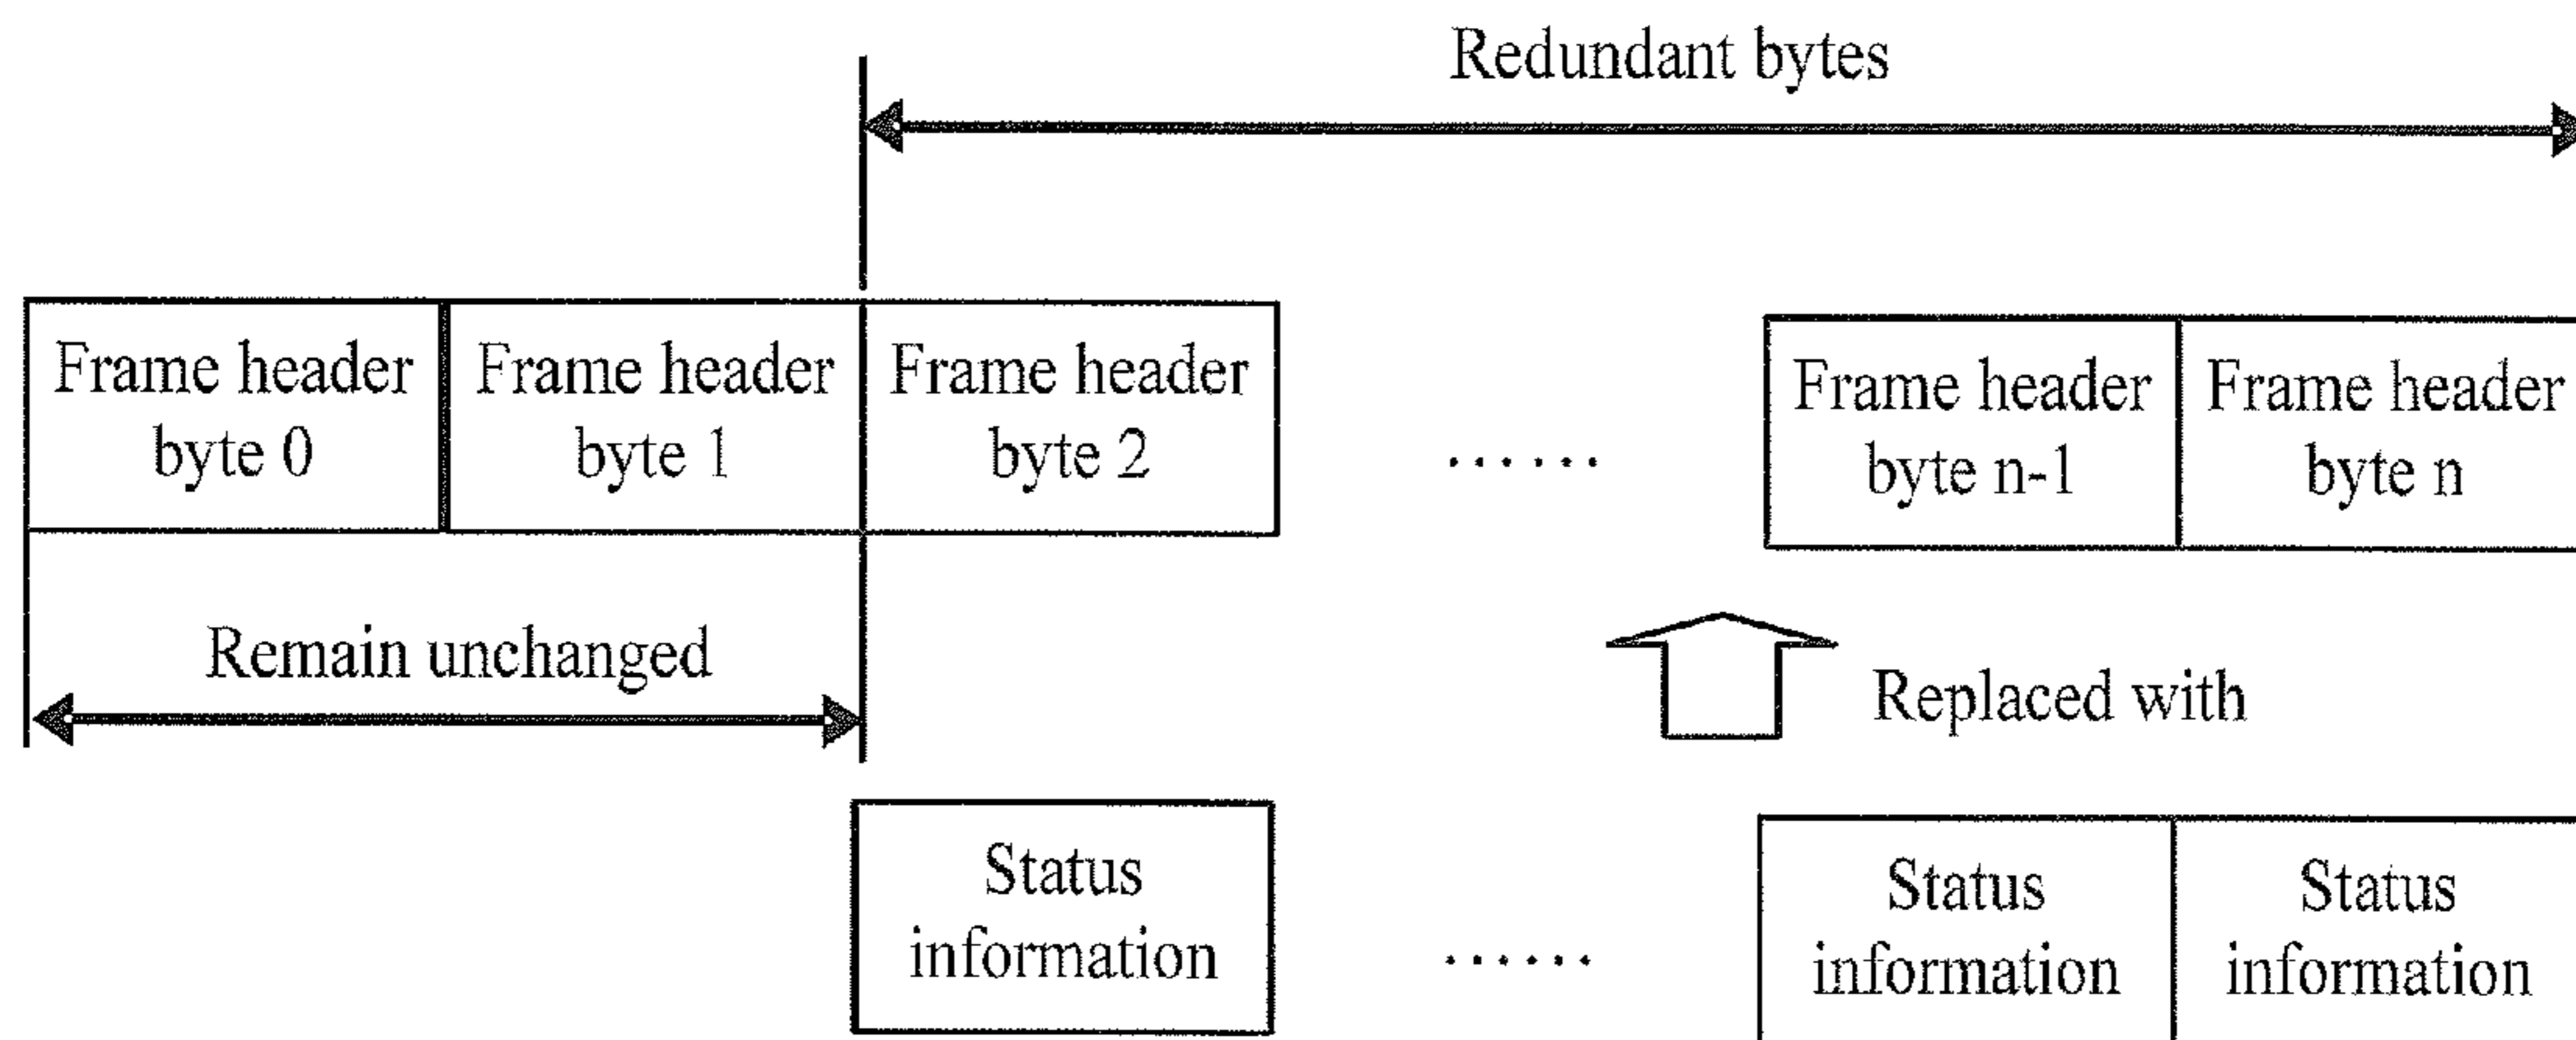 Redundant bytes
Frame header
byte 0
Frame header
byte 1
Frame header
byte 2
......
Frame header
byte n-1
Frame header
byte n
Remain unchanged
Replaced with
Status
information
......
Status
information
Status
information